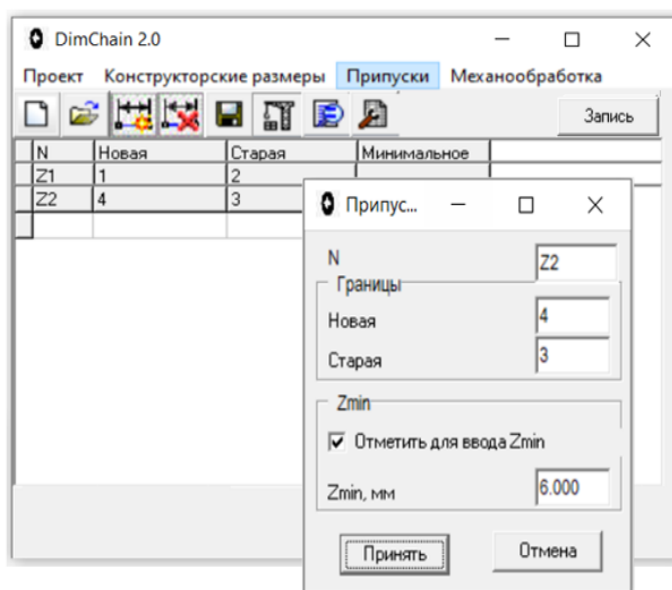 DimChain 2.0
Проект Конструкторские размеры Припуски Механообработка
Запись
N Новая Старая Минимальное
Z1 1 2
Z2 4 3
Припус...
N Z2
Границы
Новая 4
Старая 3
Zmin
Отметить для ввода Zmin
Zmin, мм 6.000
Принять Отмена